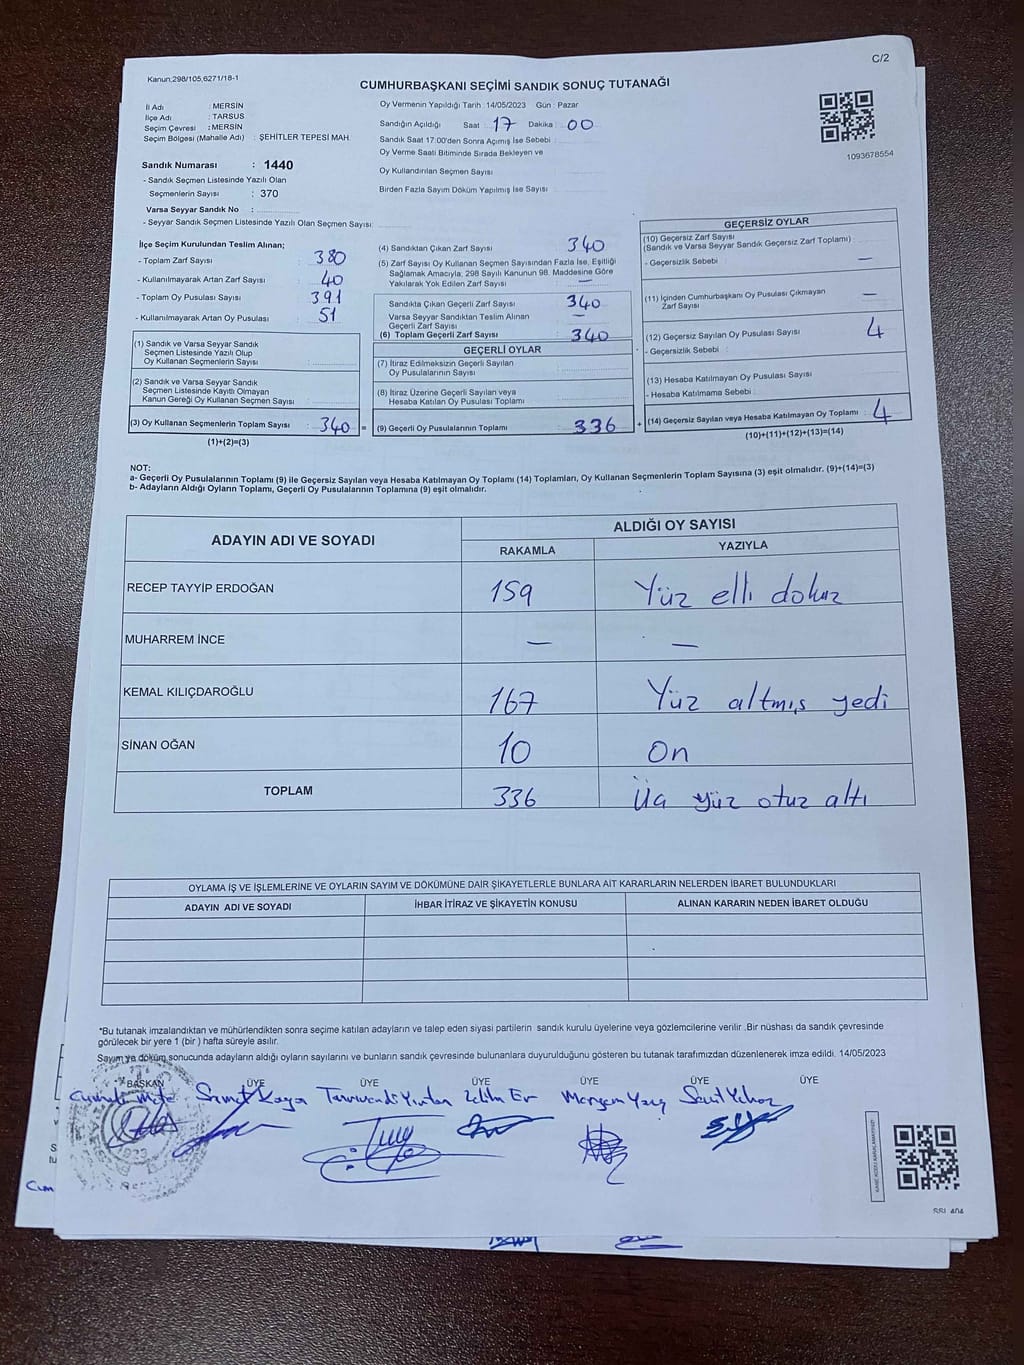 C/2
Kanun;298/105,6271/18-1
CUMHURBAŞKANI SEÇİMİ SANDIK SONUÇ TUTANAĞI
İl Adı : MERSİN
İlçe Adı : TARSUS
Seçim Çevresi : MERSİN
Seçim Bölgesi (Mahalle Adı) : ŞEHİTLER TEPESİ MAH.
Sandık Numarası : 1440
- Sandık Seçmen Listesinde Yazılı Olan
Seçmenlerin Sayısı : 370
Varsa Seyyar Sandık No :
- Seyyar Sandık Seçmen Listesinde Yazılı Olan Seçmen Sayısı:
Oy Vermenin Yapıldığı Tarih :14/05/2023 Gün : Pazar
Sandığın Açıldığı Saat : 17 Dakika : 00
Sandık Saat 17:00'den Sonra Açımış İse Sebebi :
Oy Verme Saati Bitiminde Sırada Bekleyen ve
Oy Kullandırılan Seçmen Sayısı
Birden Fazla Sayım Döküm Yapılmış İse Sayısı
1093678554
İlçe Seçim Kurulundan Teslim Alınan;
- Toplam Zarf Sayısı : 380
- Kullanılmayarak Artan Zarf Sayısı : 40
- Toplam Oy Pusulası Sayısı : 391
- Kullanılmayarak Artan Oy Pusulası : 51
(1) Sandık ve Varsa Seyyar Sandık
Seçmen Listesinde Yazılı Olup
Oy Kullanan Seçmenlerin Sayısı :
(2) Sandık ve Varsa Seyyar Sandık
Seçmen Listesinde Kayıtlı Olmayan
Kanun Gereği Oy Kullanan Seçmen Sayısı :
(3) Oy Kullanan Seçmenlerin Toplam Sayısı : 340 =
(1)+(2)=(3)
(4) Sandıktan Çıkan Zarf Sayısı : 340
(5) Zarf Sayısı Oy Kullanan Seçmen Sayısından Fazla İse, Eşitliği
Sağlamak Amacıyla, 298 Sayılı Kanunun 98. Maddesine Göre
Yakılarak Yok Edilen Zarf Sayısı : —
Sandıkta Çıkan Geçerli Zarf Sayısı : 340
Varsa Seyyar Sandıktan Teslim Alınan
Geçerli Zarf Sayısı : —
(6) Toplam Geçerli Zarf Sayısı : 340
GEÇERLİ OYLAR
(7) İtiraz Edilmeksizin Geçerli Sayılan
Oy Pusulalarının Sayısı :
(8) İtiraz Üzerine Geçerli Sayılan veya
Hesaba Katılan Oy Pusulası Toplamı :
(9) Geçerli Oy Pusulalarının Toplamı : 336 +
GEÇERSİZ OYLAR
(10) Geçersiz Zarf Sayısı
(Sandık ve Varsa Seyyar Sandık Geçersiz Zarf Toplamı) :
- Geçersizlik Sebebi : —
(11) İçinden Cumhurbaşkanı Oy Pusulası Çıkmayan
Zarf Sayısı : —
(12) Geçersiz Sayılan Oy Pusulası Sayısı : 4
- Geçersizlik Sebebi :
(13) Hesaba Katılmayan Oy Pusulası Sayısı :
- Hesaba Katılmama Sebebi :
(14) Geçersiz Sayılan veya Hesaba Katılmayan Oy Toplamı : 4
(10)+(11)+(12)+(13)=(14)
NOT:
a- Geçerli Oy Pusulalarının Toplamı (9) ile Geçersiz Sayılan veya Hesaba Katılmayan Oy Toplamı (14) Toplamları, Oy Kullanan Seçmenlerin Toplam Sayısına (3) eşit olmalıdır. (9)+(14)=(3)
b- Adayların Aldığı Oyların Toplamı, Geçerli Oy Pusulalarının Toplamına (9) eşit olmalıdır.
ADAYIN ADI VE SOYADI ALDIĞI OY SAYISI
RAKAMLA YAZIYLA
RECEP TAYYİP ERDOĞAN 159 Yüz elli dokuz
MUHARREM İNCE — —
KEMAL KILIÇDAROĞLU 167 Yüz altmış yedi
SİNAN OĞAN 10 On
TOPLAM 336 Üç yüz otuz altı
OYLAMA İŞ VE İŞLEMLERİNE VE OYLARIN SAYIM VE DÖKÜMÜNE DAİR ŞİKAYETLERLE BUNLARA AİT KARARLARIN NELERDEN İBARET BULUNDUKLARI
ADAYIN ADI VE SOYADI İHBAR İTİRAZ VE ŞİKAYETİN KONUSU ALINAN KARARIN NEDEN İBARET OLDUĞU
*Bu tutanak imzalandıktan ve mühürlendikten sonra seçime katılan adayların ve talep eden siyasi partilerin sandık kurulu üyelerine veya gözlemcilerine verilir .Bir nüshası da sandık çevresinde
görülecek bir yere 1 (bir ) hafta süreyle asılır.
Sayım ve döküm sonucunda adayların aldığı oyların sayılarını ve bunların sandık çevresinde bulunanlara duyurulduğunu gösteren bu tutanak tarafımızdan düzenlenerek imza edildi. 14/05/2023
BAŞKAN ÜYE ÜYE ÜYE ÜYE ÜYE ÜYE
Samet Kaya